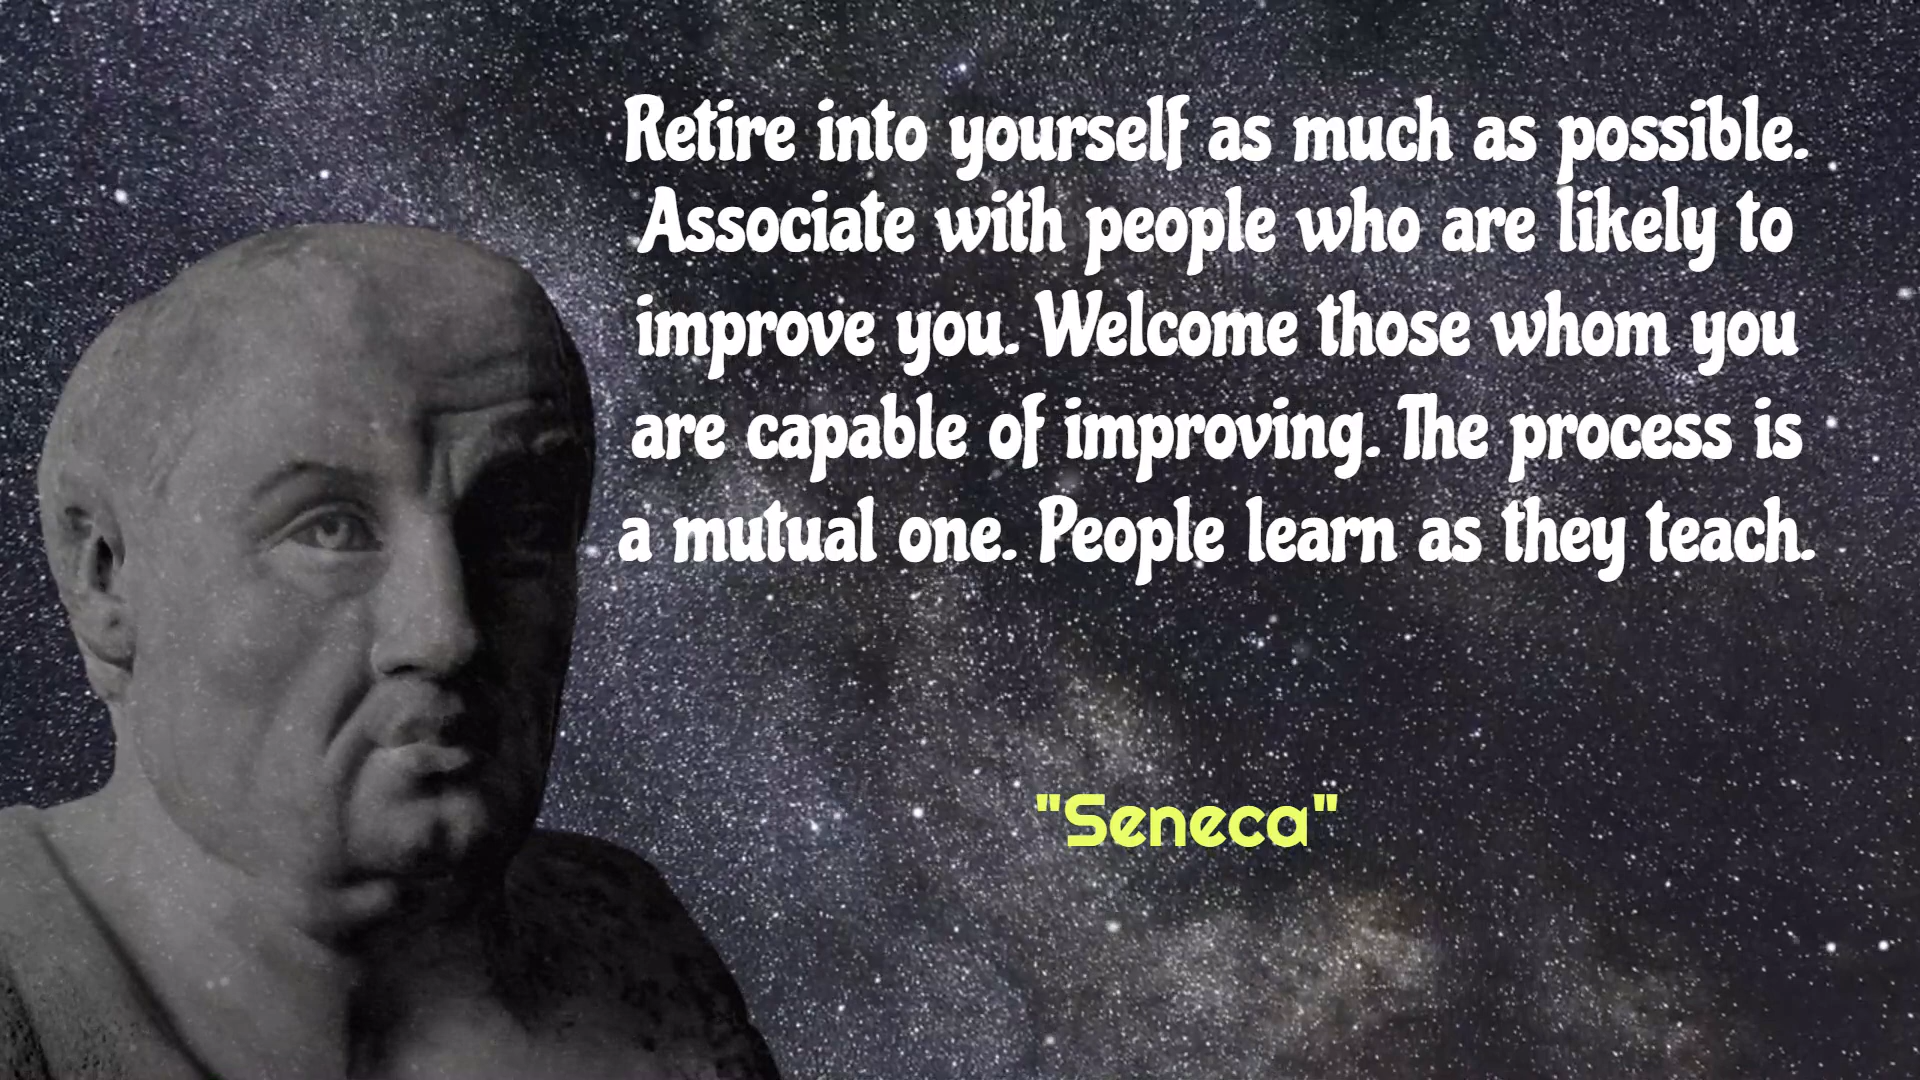 Retire into yourself as much as possible.
Associate with people who are likely to
improve you. Welcome those whom you
are capable of improving. The process is
a mutual one. People learn as they teach.
"Seneca"